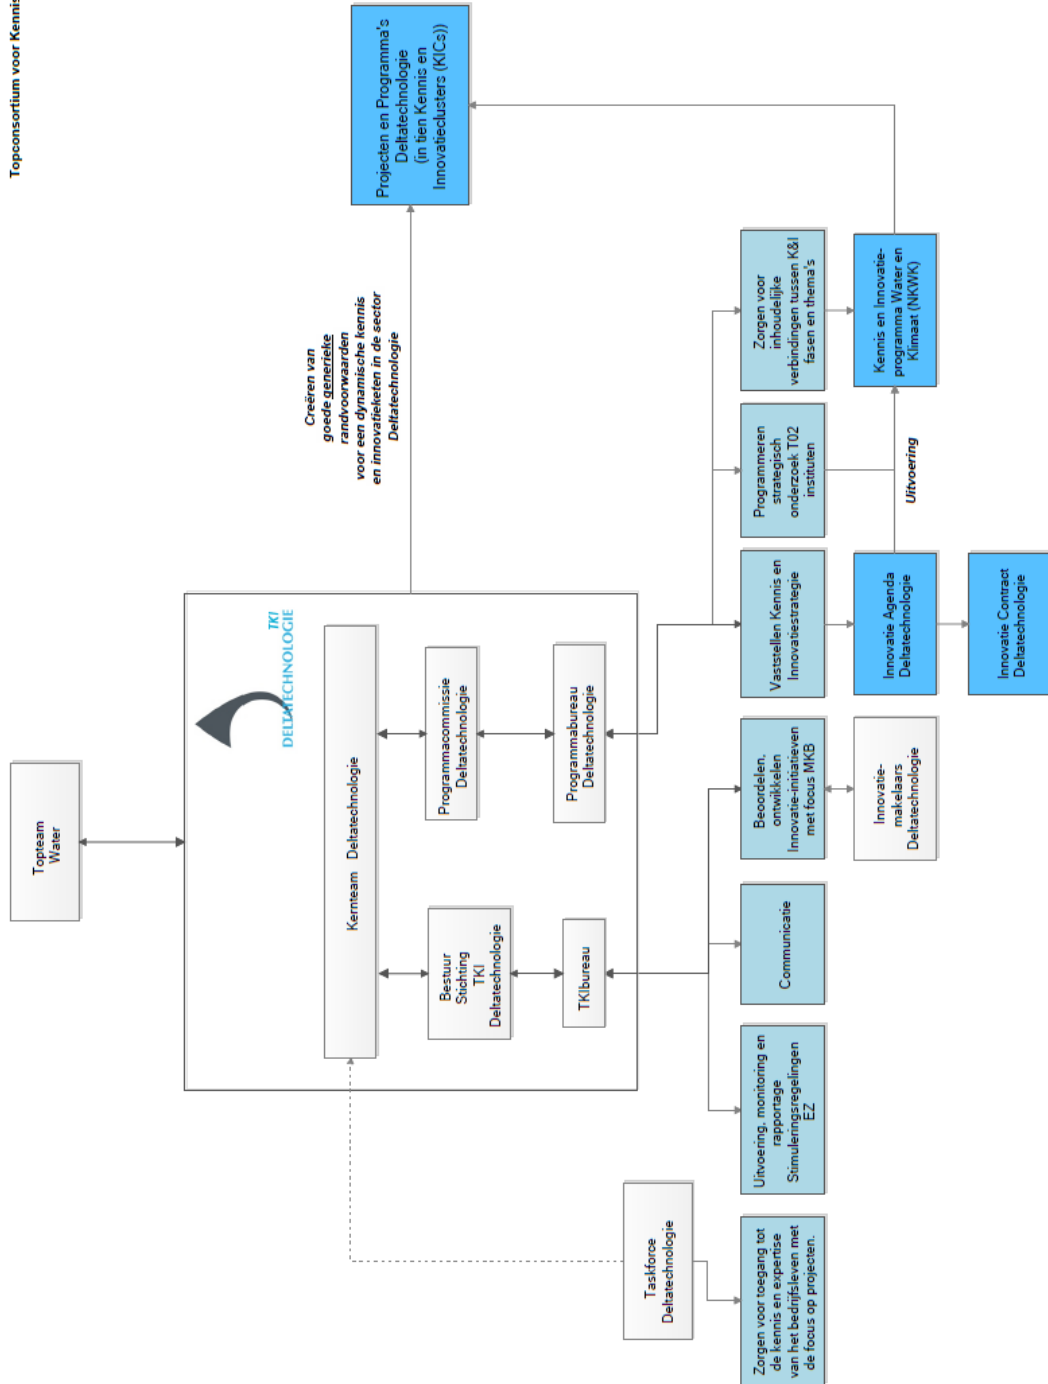 Topconsortium voor Kennis
Topteam
Water
TKI
DELTATECHNOLOGIE
Kernteam Deltatechnologie
Bestuur
Stichting
TKI
Deltatechnologie
Programmacommissie
Deltatechnologie
TKIbureau
Programmabureau
Deltatechnologie
Creëren van
goede generieke
randvoorwaarden
voor een dynamische kennis
en innovatieketen in de sector
Deltatechnologie
Projecten en Programma's
Deltatechnologie
(in tien Kennis en
Innovatieclusters (KICs))
Taskforce
Deltatechnologie
Zorgen voor toegang tot
de kennis en expertise
van het bedrijfsleven met
de focus op projecten.
Uitvoering, monitoring en
rapportage
Stimuleringsregelingen
EZ
Communicatie
Beoordelen,
ontwikkelen
Innovatie-initiatieven
met focus MKB
Vaststellen Kennis en
Innovatiestrategie
Programmeren
strategisch
onderzoek T02
instituten
Zorgen voor
inhoudelijke
verbindingen tussen K&I
fasen en thema's
Innovatie-
makelaars
Deltatechnologie
Innovatie Agenda
Deltatechnologie
Uitvoering
Kennis en Innovatie-
programma Water en
Klimaat (NKWK)
Innovatie Contract
Deltatechnologie